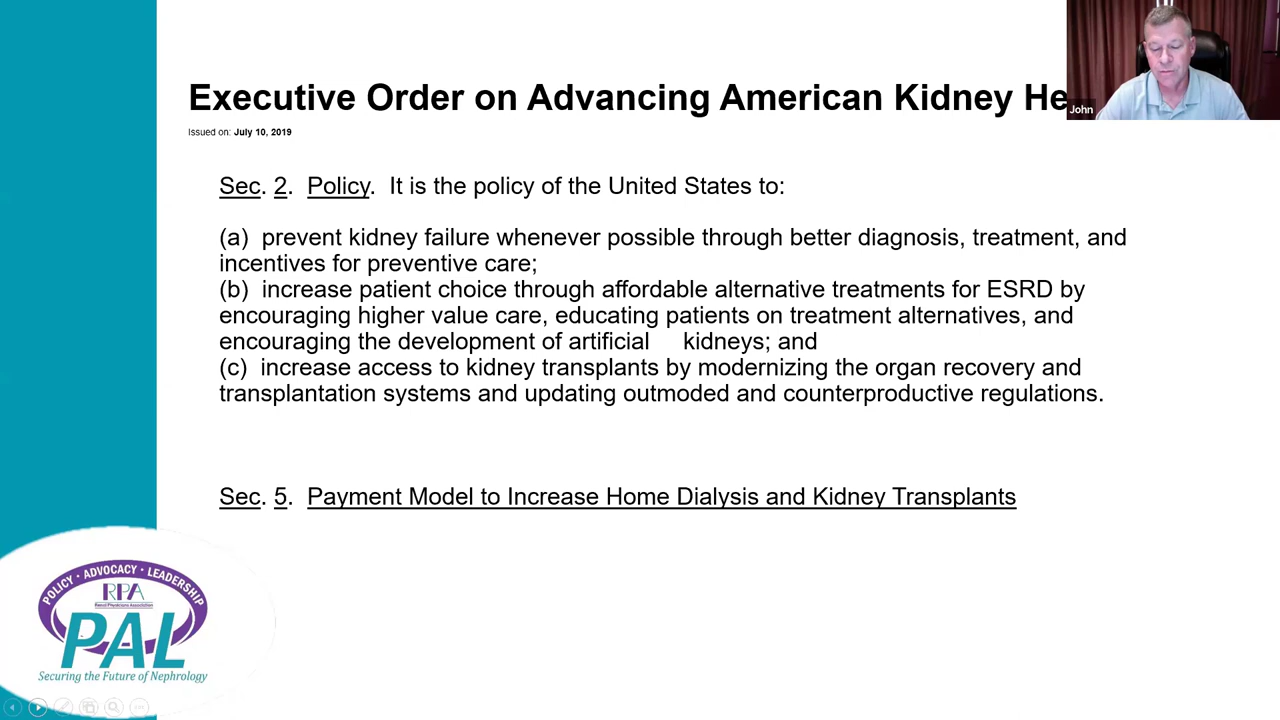 Executive Order on Advancing American Kidney He
John
Issued on: July 10, 2019
Sec. 2. Policy. It is the policy of the United States to:
(a) prevent kidney failure whenever possible through better diagnosis, treatment, and
incentives for preventive care;
(b) increase patient choice through affordable alternative treatments for ESRD by
encouraging higher value care, educating patients on treatment alternatives, and
encouraging the development of artificial kidneys; and
(c) increase access to kidney transplants by modernizing the organ recovery and
transplantation systems and updating outmoded and counterproductive regulations.
Sec. 5. Payment Model to Increase Home Dialysis and Kidney Transplants
POLICY · ADVOCACY · LEADERSHIP
RPA
Renal Physicians Association
PAL
Securing the Future of Nephrology